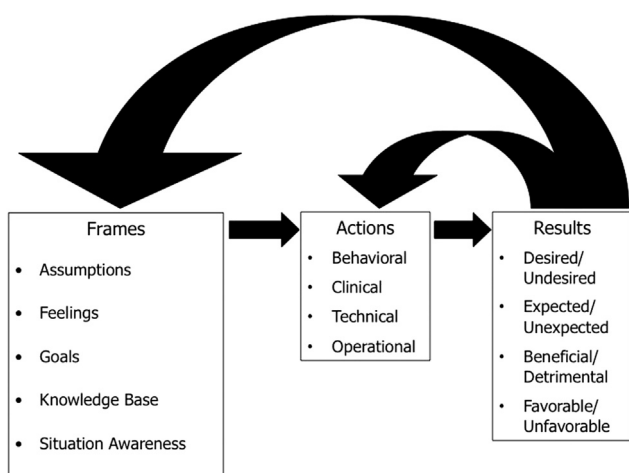 Frames
• Assumptions
• Feelings
• Goals
• Knowledge Base
• Situation Awareness
Actions
• Behavioral
• Clinical
• Technical
• Operational
Results
• Desired/
Undesired
• Expected/
Unexpected
• Beneficial/
Detrimental
• Favorable/
Unfavorable